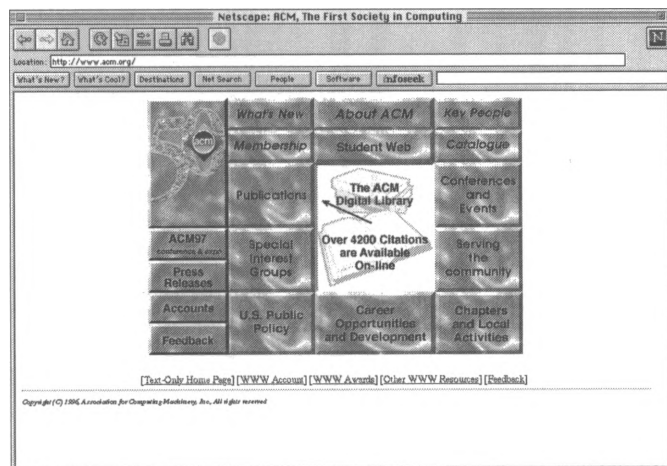 Netscape: ACM, The First Society in Computing
N
Location: http://www.acm.org/
What's New? What's Cool? Destinations Net Search People Software infoseek
acm
What's New
About ACM
Key People
Membership
Student Web
Catalogue
Publications
The ACM
Digital Library
Over 4200 Citations
are Available
On-line
Conferences
and
Events
ACM97
conference & expo
Press
Releases
Special
Interest
Groups
Serving
the
community
Accounts
Feedback
U.S. Public
Policy
Career
Opportunities
and Development
Chapters
and Local
Activities
[Text-Only Home Page] [WWW Account] [WWW Awards] [Other WWW Resources] [Feedback]
Copyright (C) 1996, Association for Computing Machinery, Inc., All rights reserved